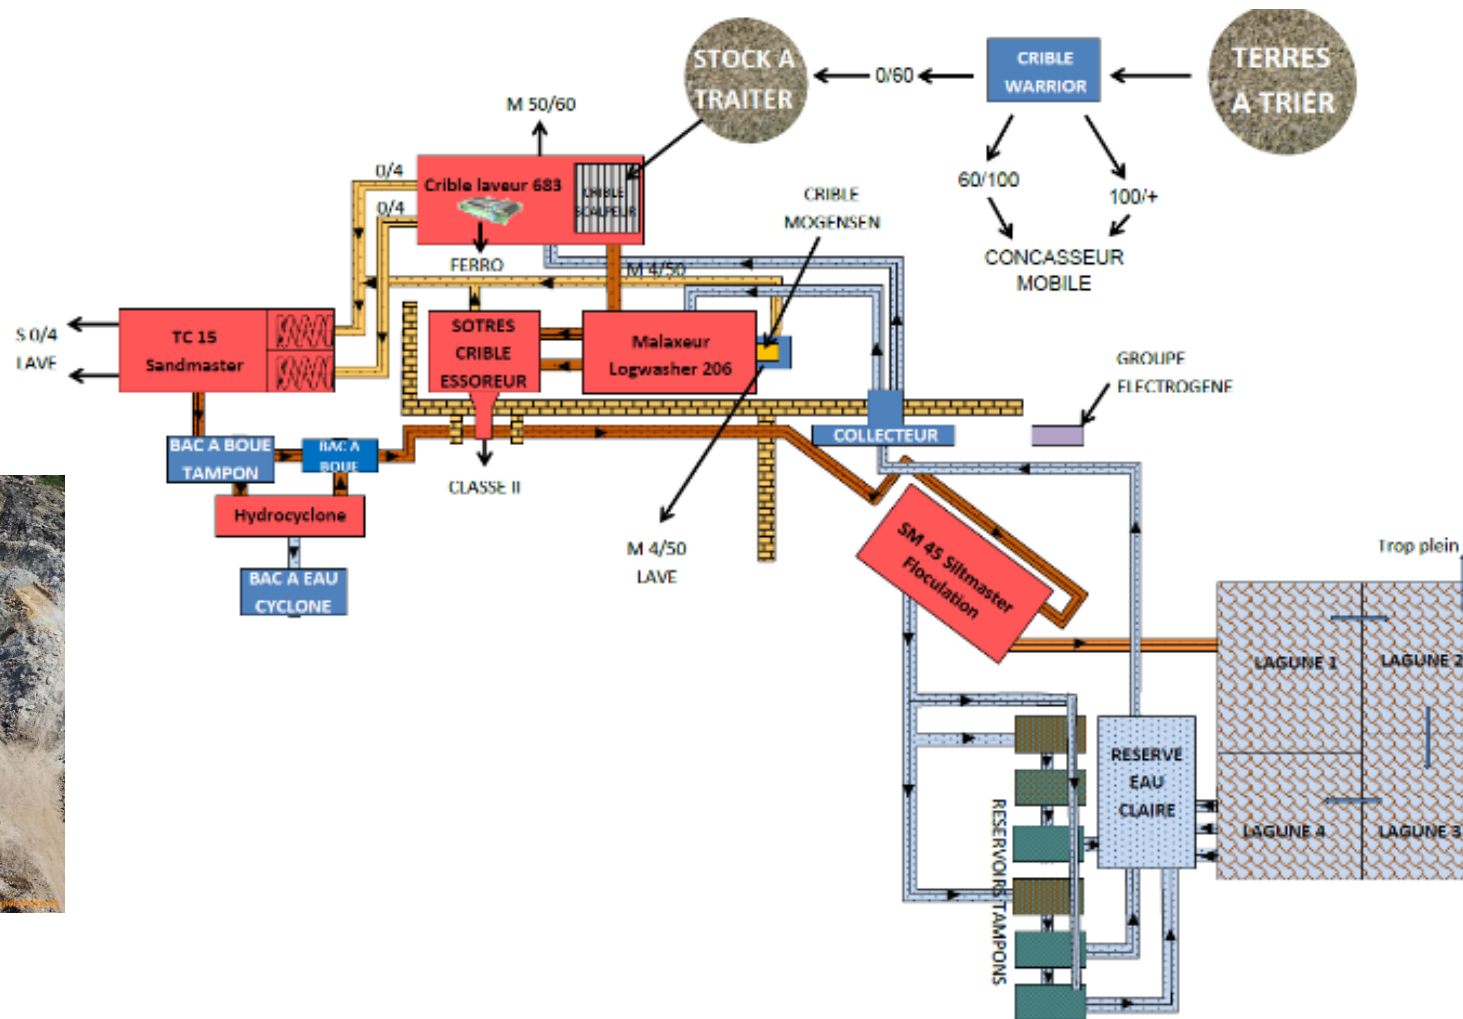 STOCK A
TRAITER
0/60
CRIBLE
WARRIOR
TERRES
A TRIER
M 50/60
60/100
100/+
CONCASSEUR
MOBILE
0/4
0/4
Crible laveur 683
CRIBLE
SCALPEUR
FERRO
M 4/50
CRIBLE
MOGENSEN
S 0/4
LAVE
TC 15
Sandmaster
SOTRES
CRIBLE
ESSOREUR
Malaxeur
Logwasher 206
GROUPE
ELECTROGENE
COLLECTEUR
BAC A BOUE
TAMPON
BAC A
BOUE
CLASSE II
Hydrocyclone
BAC A EAU
CYCLONE
M 4/50
LAVE
SM 45 Siltmaster
Floculation
Trop plein
LAGUNE 1
LAGUNE 2
RESERVE
EAU
CLAIRE
LAGUNE 4
LAGUNE 3
RESERVOIRS TAMPONS